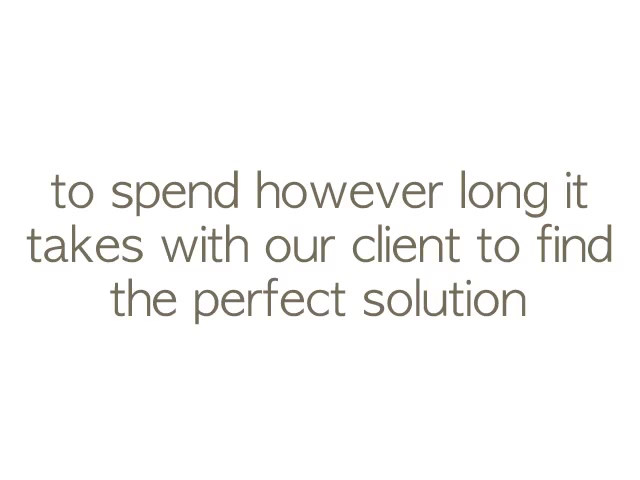 to spend however long it
takes with our client to find
the perfect solution